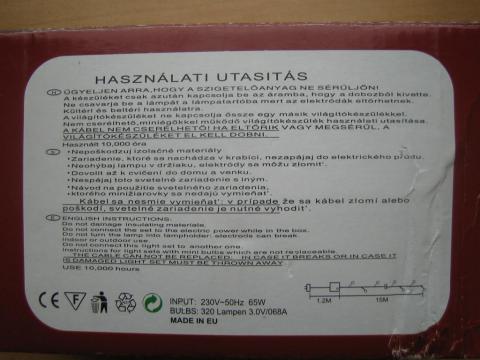 HASZNÁLATI UTASITÁS
H ÜGYELJEN ARRA,HOGY A SZIGETELŐANYAG NE SÉRÜLJÖN!
A készüléket csak azután kapcsolja be az áramba, hogy a dobozból kivette.
Ne csavarja be a lámpát a lámpatartóba mert az elektródák eltörhetnek.
Kültéri és beltéri használatra.
A világítókészüléket ne kapcsolja össze egy másik világítókészülékkel.
Nem cserélhető,miniégőkkel működő világítókészülék használati utasítása.
A KÁBEL NEM CSERÉLHETŐ! HA ELTÖRIK VAGY MEGSÉRÜL, A
VILÁGÍTÓKÉSZÜLÉKET EL KELL DOBNI.
Használt 10,000 óra
•Nepoškodzuj izolačné materiály
•Zariadenie, ktoré sa nachádza v krabici, nezapájaj do elektrického prúdu.
•Neohýbaj lampu v držiaku, elektródy sa môžu zlomit'.
•Dovolit až k cvičení do domu a venku.
•Nespájaj toto svetelné zariadenie s iným.
•Návod na použitie svetelného zariadenia,
ktorého minižiarovky sa nedajú vymieňat'.
Kábel sa nesmie vymieňat': v prípade že sa kábel zlomí alebo
poškodí, svetelné zariadenie je nutné vyhodit'.
E ENGLISH INSTRUCTIONS:
Do not damage insulating materials.
Do not connect the set to the electric power while in the box.
Do not turn the lamp into lampholder: electrods can break.
Indoor or outdoor use.
Do not connect this light set to another one.
Instructions for light sets with mini bulbs which are not replaceable.
THE CABLE CAN NOT BE REPLACED. IN CASE IT BREAKS OR IN CASE IT
IS DAMAGED LIGHT SET MUST BE THROWN AWAY
USE 10,000 hours
CE F INPUT: 230V~50Hz 65W
BULBS: 320 Lampen 3.0V/068A
MADE IN EU
1.2M 15M